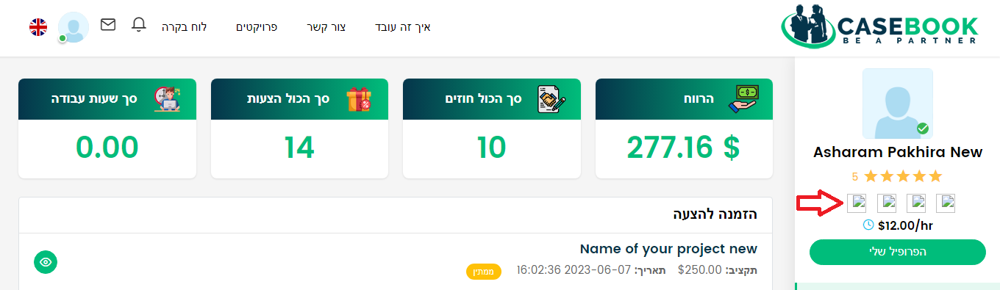 CASEBOOK
BE A PARTNER
איך זה עובד
צור קשר
פרויקטים
לוח בקרה
Asharam Pakhira New
5
$12.00/hr
הפרופיל שלי
הרווח
277.16 $
סך הכול חוזים
10
סך הכול הצעות
14
סך שעות עבודה
0.00
הזמנה להצעה
Name of your project new
תקציב: $250.00 תאריך: 2023-06-07 16:02:36
ממתין